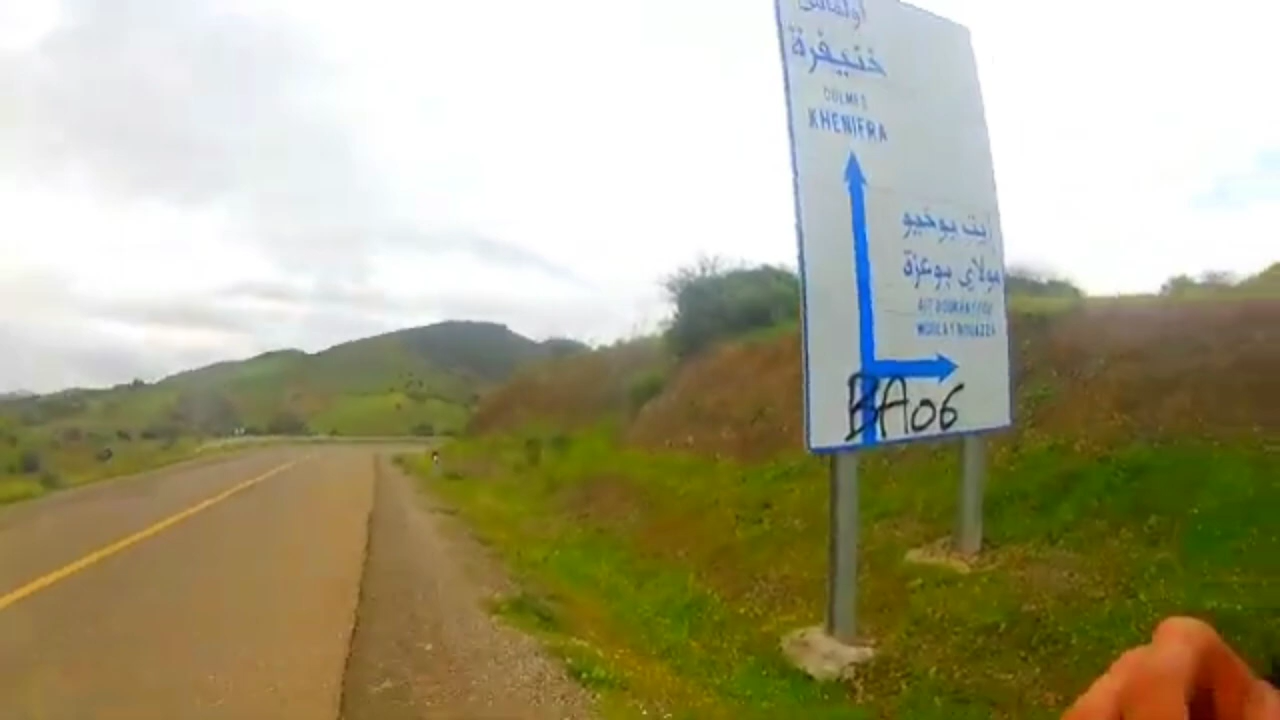 أولماس
خنيفرة
OULMES
KHENIFRA
أيت بوخيو
مولاي بوعزة
AIT BOUKHAYOU
MOULAY BOUAZZA
BA06